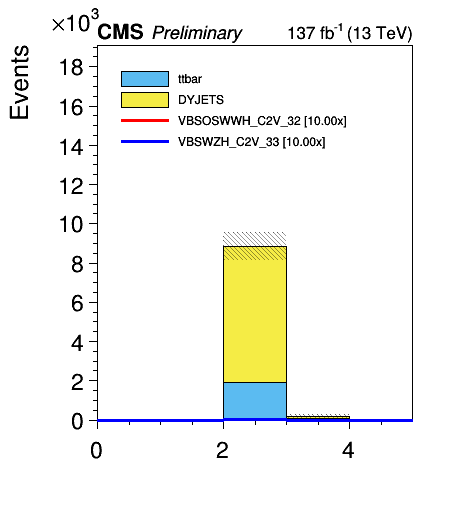 ×10³
CMS Preliminary 137 fb⁻¹ (13 TeV)
Events
18
16
14
12
10
8
6
4
2
0
ttbar
DYJETS
VBSOSWWH_C2V_32 [10.00x]
VBSWZH_C2V_33 [10.00x]
0 2 4